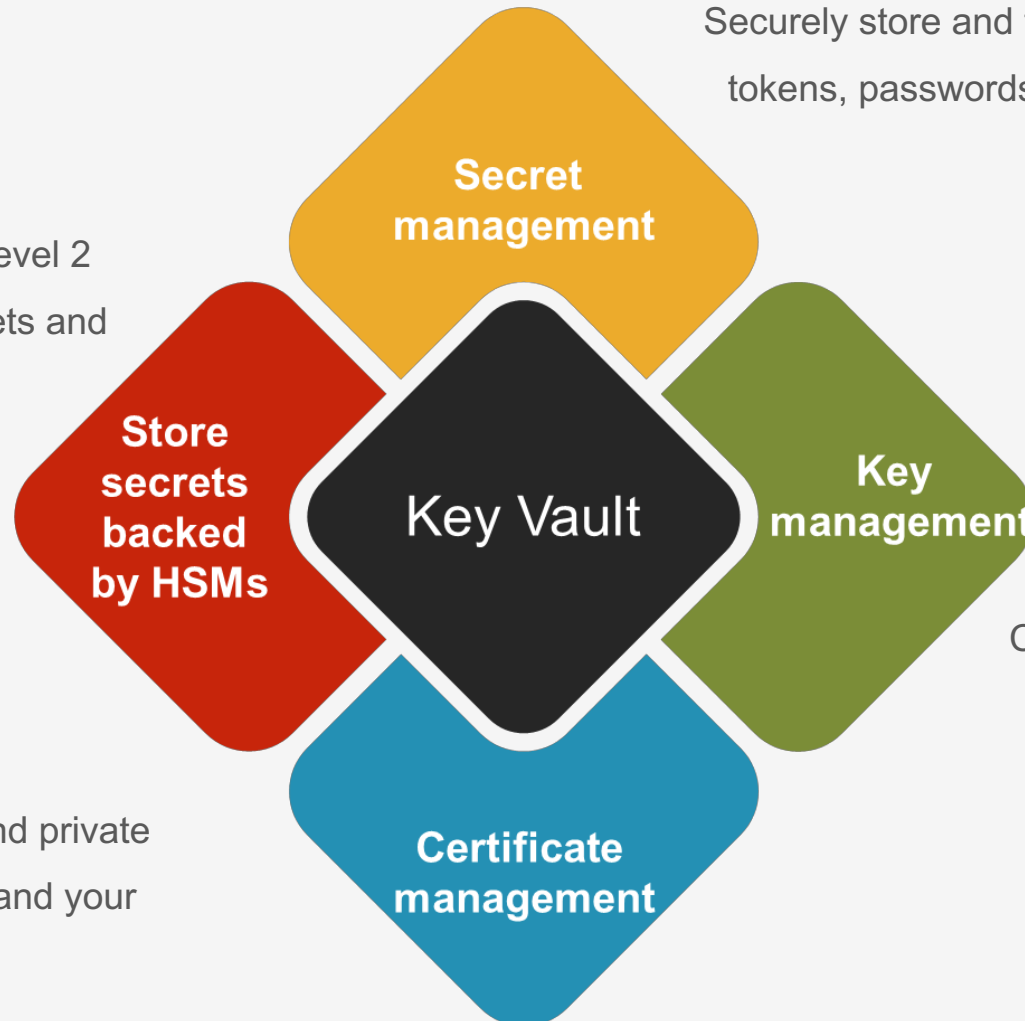 Securely store and
tokens, passwords
Secret
management
evel 2
ets and
Store
secrets
backed
by HSMs
Key Vault
Key
management
nd private
and your
Certificate
management